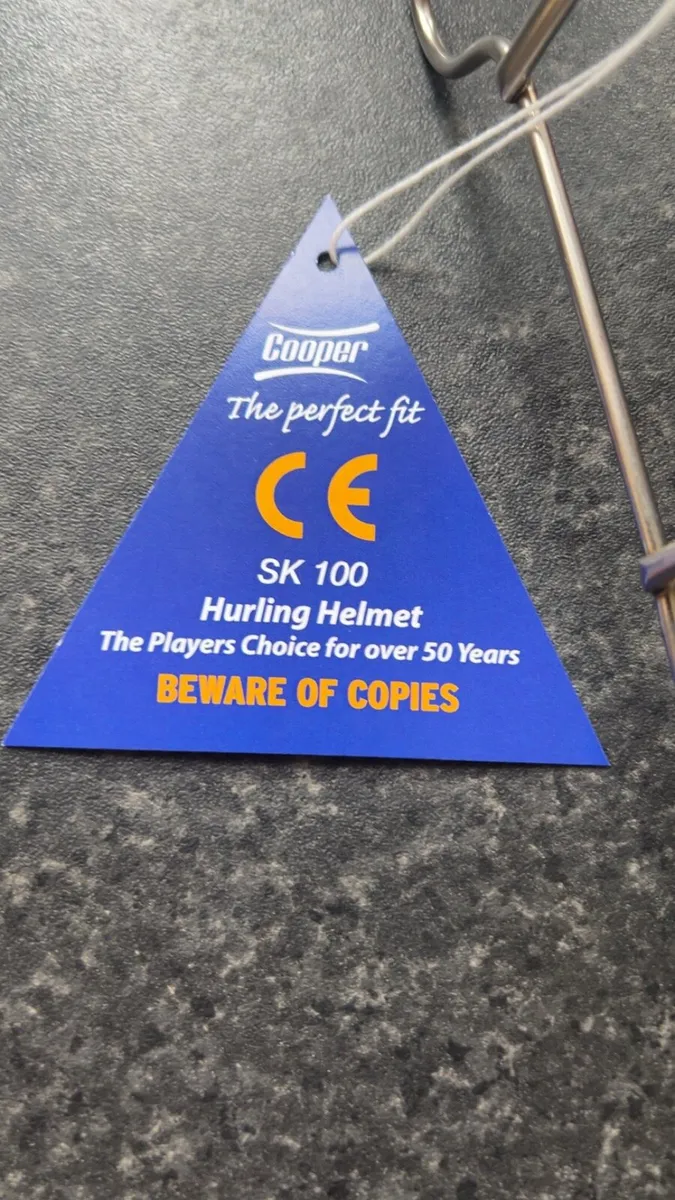 Cooper
The perfect fit
CE
SK 100
Hurling Helmet
The Players Choice for over 50 Years
BEWARE OF COPIES